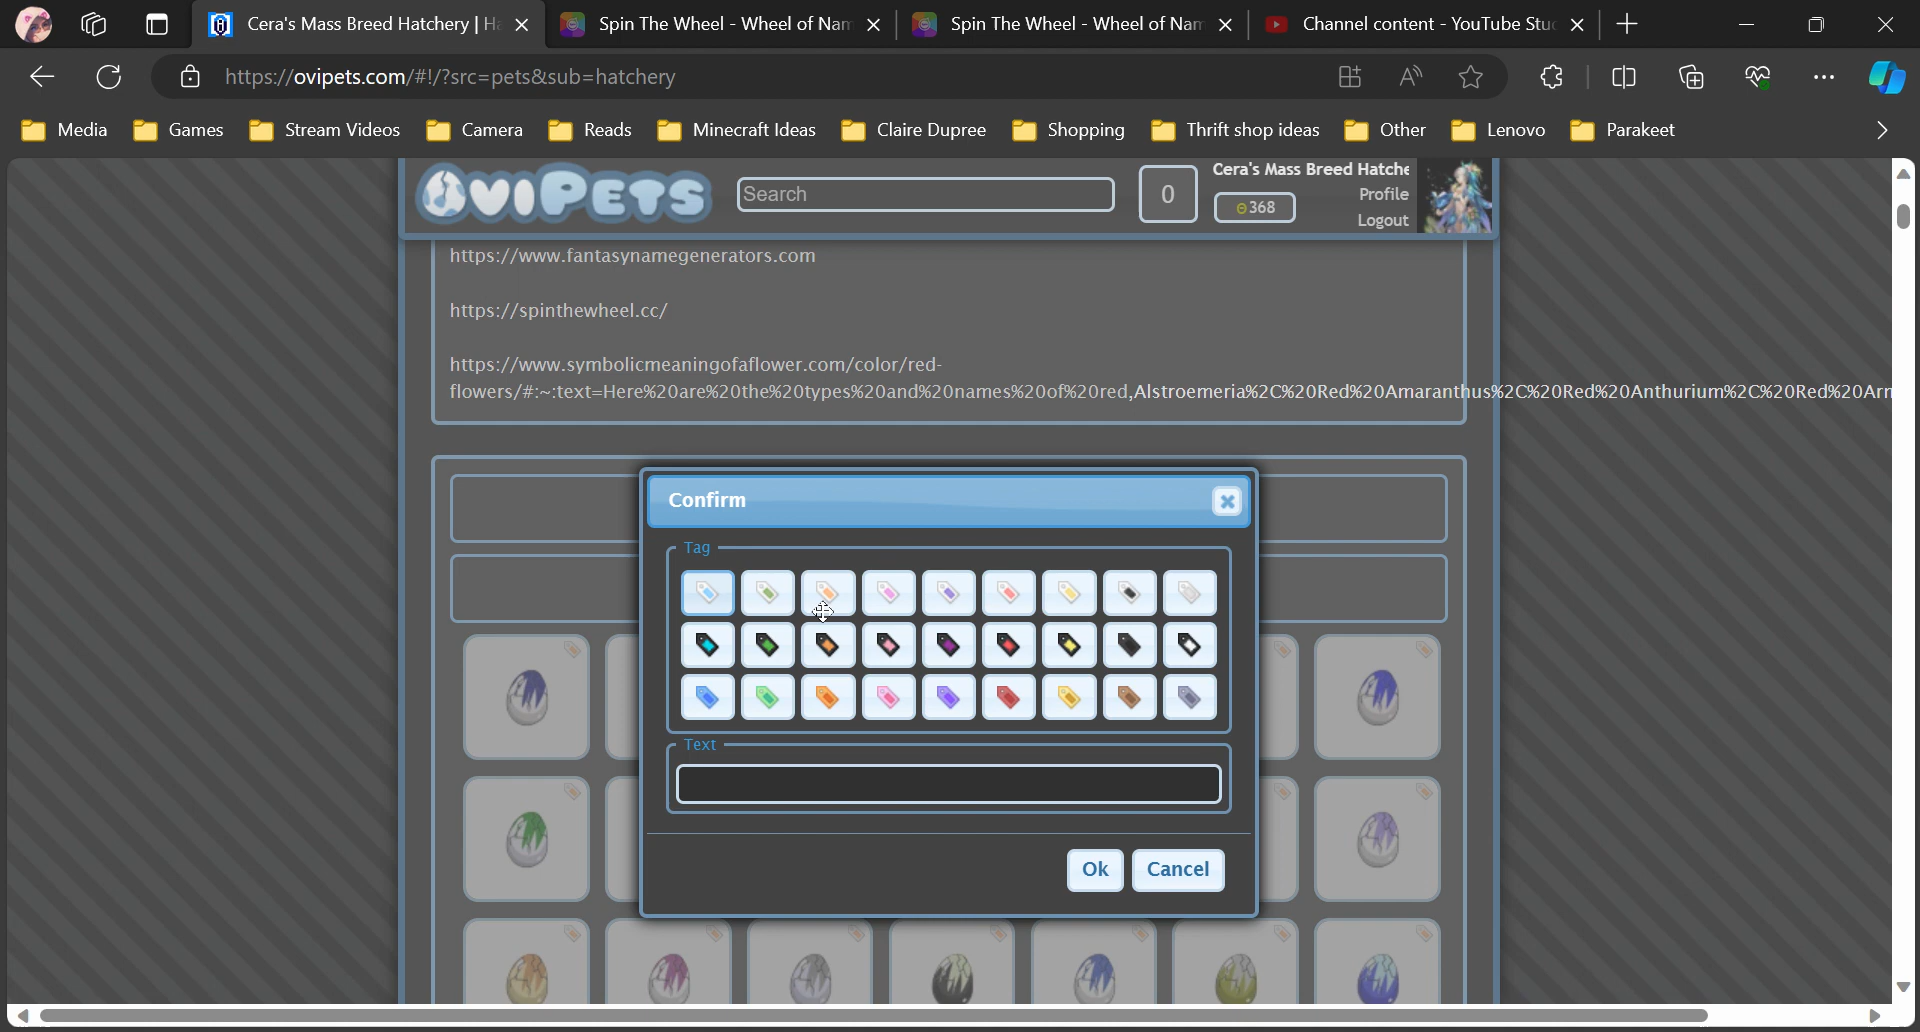 Cera's Mass Breed Hatchery | Ha
Spin The Wheel - Wheel of Nam
Spin The Wheel - Wheel of Nam
Channel content - YouTube Stu
https://ovipets.com/#!/?src=pets&sub=hatchery
Media
Games
Stream Videos
Camera
Reads
Minecraft Ideas
Claire Dupree
Shopping
Thrift shop ideas
Other
Lenovo
Parakeet
OviPets
Search
0
Cera's Mass Breed Hatche
368
Profile
Logout
https://www.fantasynamegenerators.com
https://spinthewheel.cc/
https://www.symbolicmeaningofaflower.com/color/red-
flowers/#:~:text=Here%20are%20the%20types%20and%20names%20of%20red,Alstroemeria%2C%20Red%20Amaranthus%2C%20Red%20Anthurium%2C%20Red%20Arm
Confirm
Tag
Text
Ok
Cancel